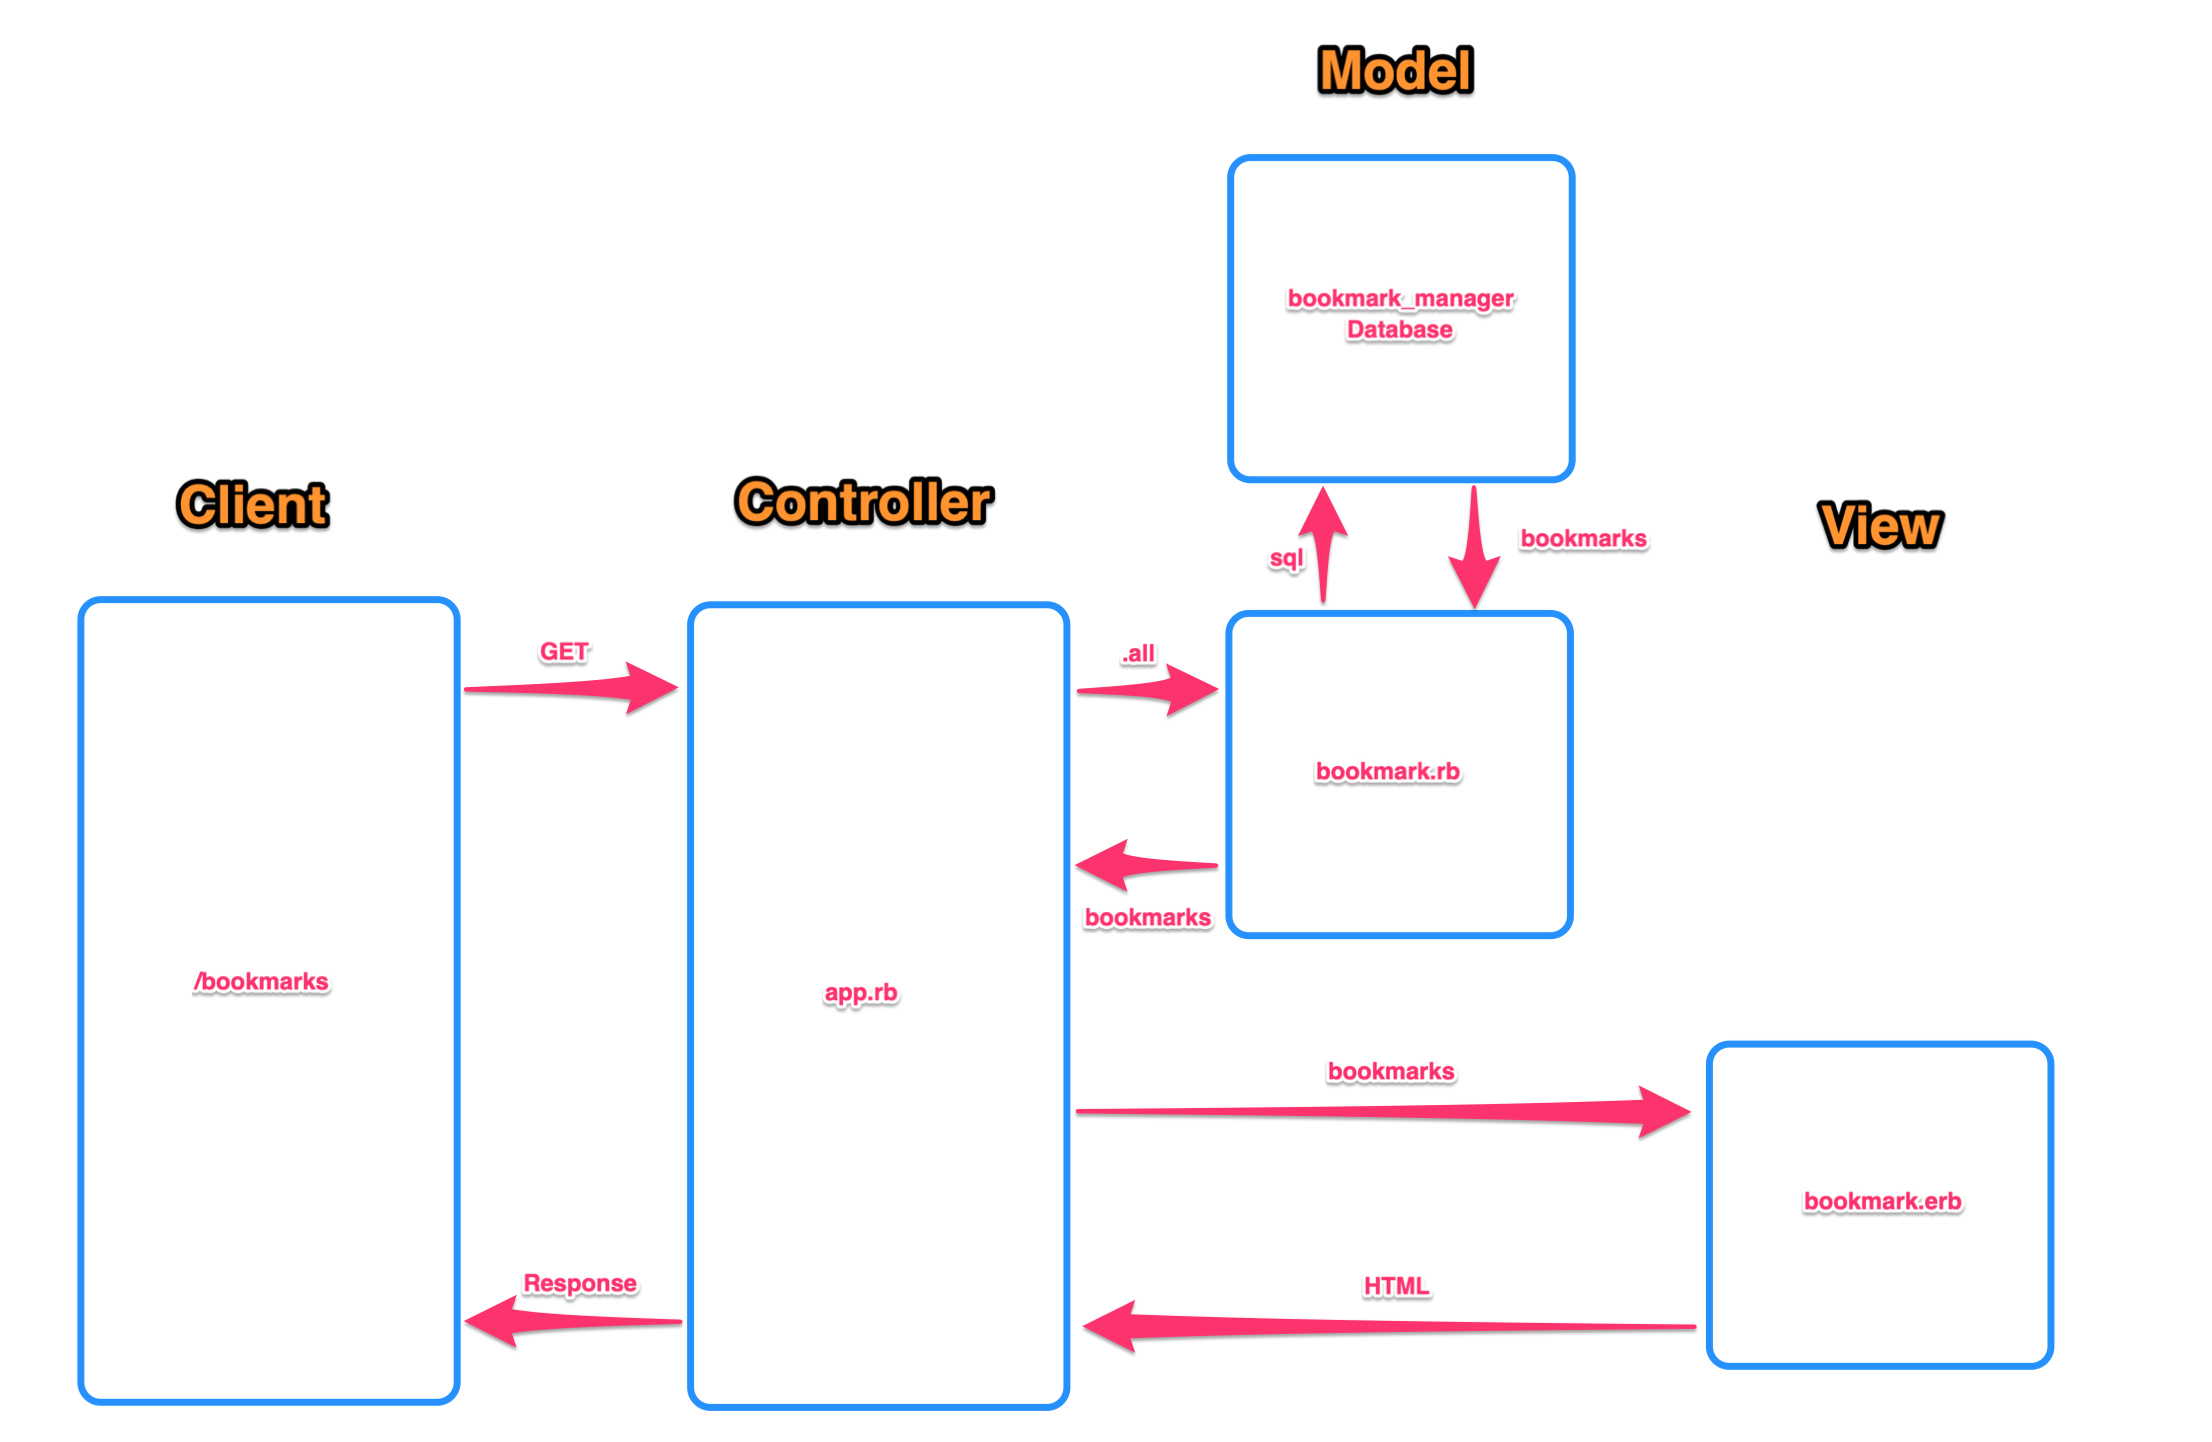 Model
bookmark_manager
Database
Client
Controller
View
sql
bookmarks
GET
.all
bookmark.rb
bookmarks
/bookmarks
app.rb
bookmarks
bookmark.erb
Response
HTML